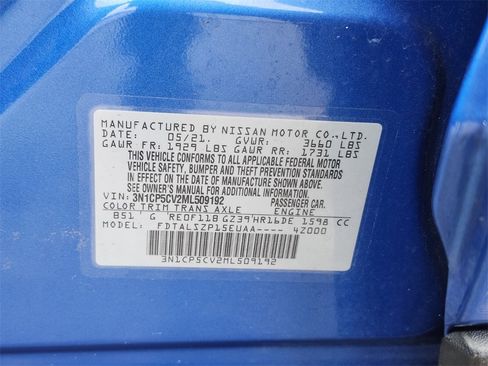 MANUFACTURED BY NISSAN MOTOR CO.,LTD.
DATE: 05/21. GVWR: 3660 LBS
GAWR FR: 1929 LBS GAWR RR: 1731 LBS
THIS VEHICLE CONFORMS TO ALL APPLICABLE FEDERAL MOTOR
VEHICLE SAFETY, BUMPER AND THEFT PREVENTION STANDARDS
IN EFFECT ON THE DATE OF MANUFACTURE SHOWN ABOVE.
SEE OWNER'S MANUAL FOR ADDITIONAL INFORMATION.
VIN: 3N1CP5CV2ML509192 PASSENGER CAR.
COLOR TRIM TRANS AXLE ENGINE
B51 G RE0F11B GZ39 HR16DE 1598 CC
MODEL: FDTALSZP15EUAA---- 4Z000
3N1CP5CV2ML509192